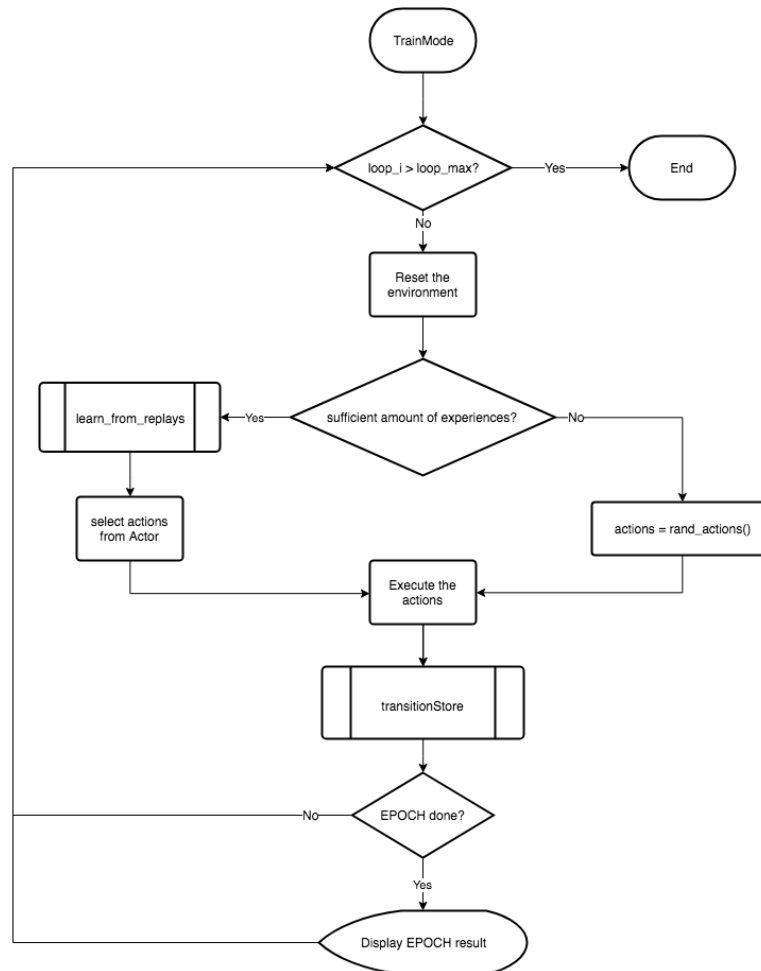 TrainMode
loop_i > loop_max?
Yes
End
No
Reset the
environment
learn_from_replays
Yes
sufficient amount of experiences?
No
select actions
from Actor
actions = rand_actions()
Execute the
actions
transitionStore
No
EPOCH done?
Yes
Display EPOCH result